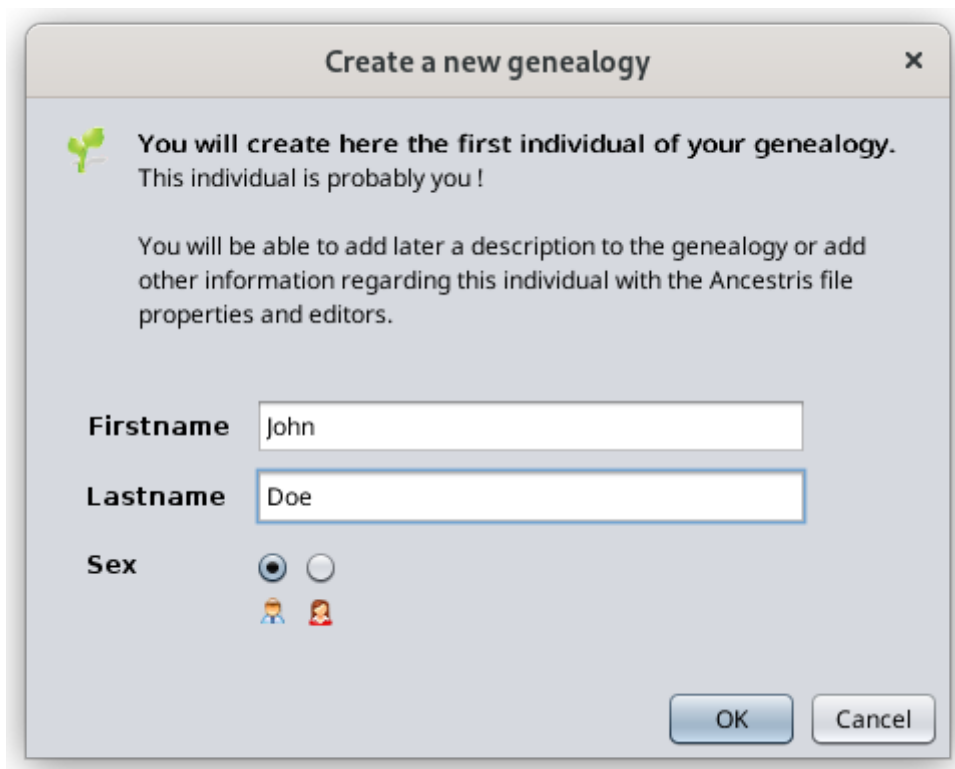 Create a new genealogy
You will create here the first individual of your genealogy.
This individual is probably you !
You will be able to add later a description to the genealogy or add
other information regarding this individual with the Ancestris file
properties and editors.
Firstname John
Lastname Doe
Sex
OK Cancel